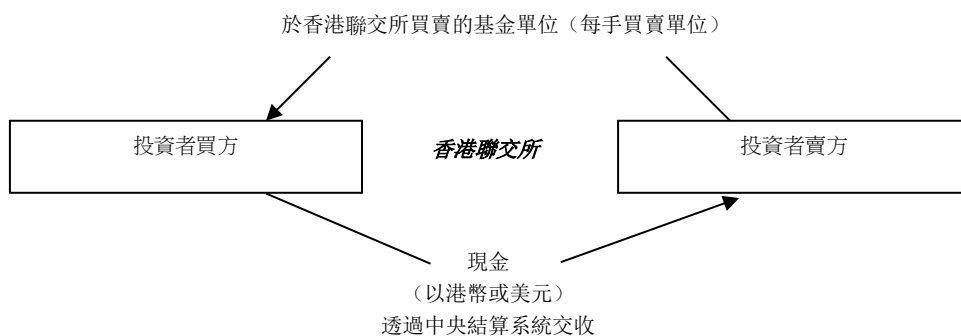 於香港聯交所買賣的基金單位（每手買賣單位）
投資者買方
香港聯交所
投資者賣方
現金
（以港幣或美元）
透過中央結算系統交收